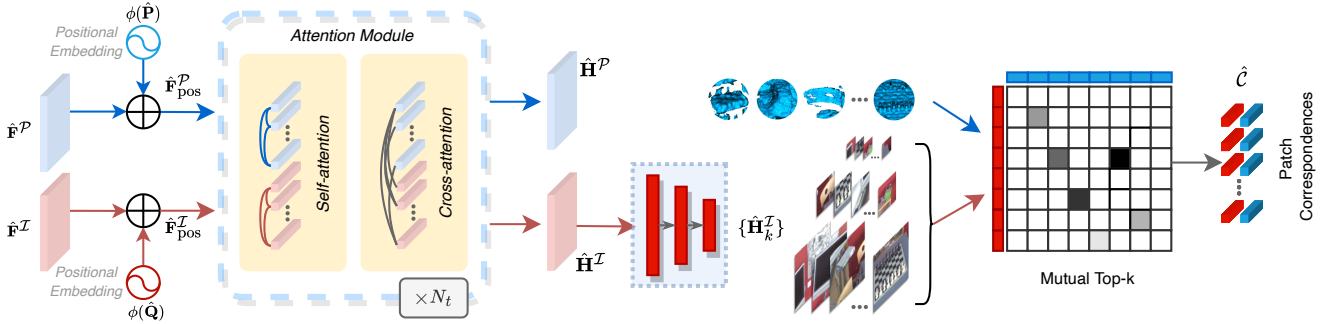 ϕ(P̂)
Positional
Embedding
F̂^𝒫
F̂^𝒫_pos
F̂^ℐ
F̂^ℐ_pos
Positional
Embedding
ϕ(Q̂)
Attention Module
Self-attention
Cross-attention
×N_t
Ĥ^𝒫
Ĥ^ℐ
{Ĥ^ℐ_k}
Mutual Top-k
𝒞̂
Patch
Correspondences